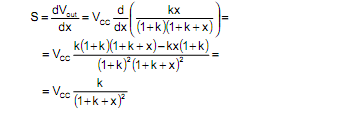 S = dV_out/dx = V_CC d/dx (kx/((1+k)(1+k+x))) =
= V_CC (k(1+k)(1+k+x)−kx(1+k))/((1+k)²(1+k+x)²) =
= V_CC k/(1+k+x)²